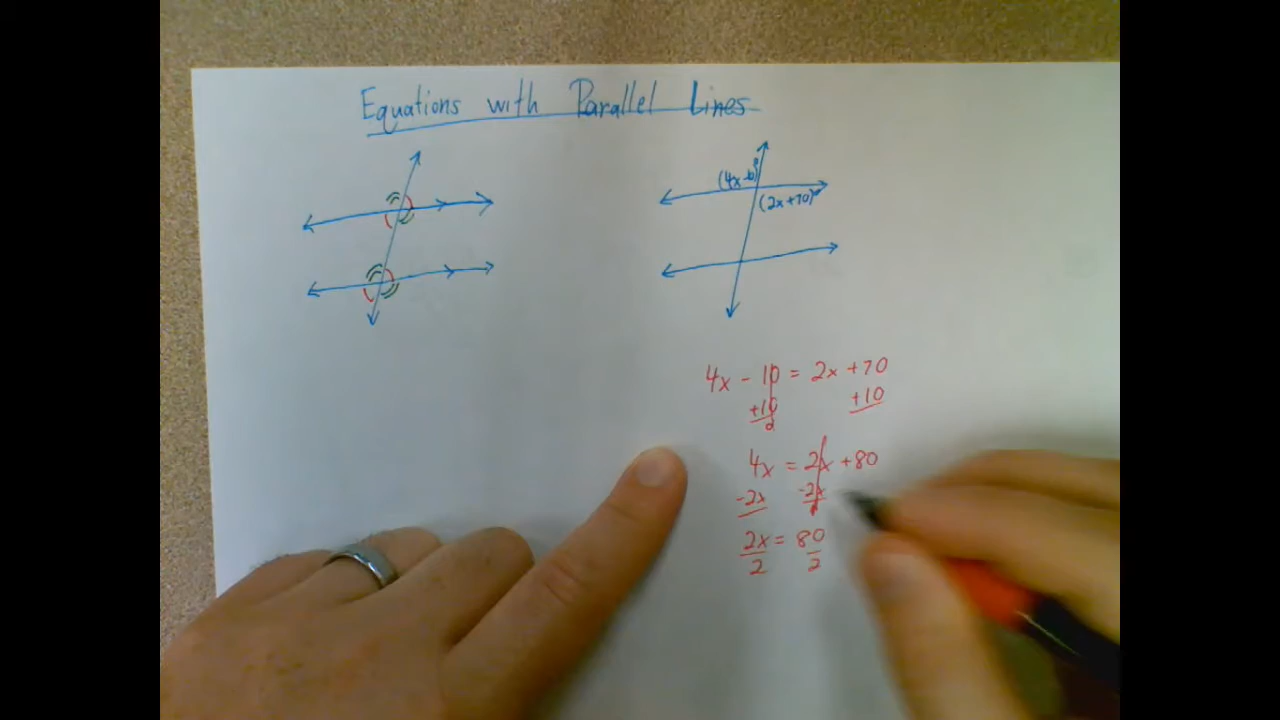 Equations with Parallel Lines
(4x-10)°
(2x+70)°
4x - 10 = 2x + 70
+10 +10
4x = 2x + 80
-2x -2x
2x = 80
2 2